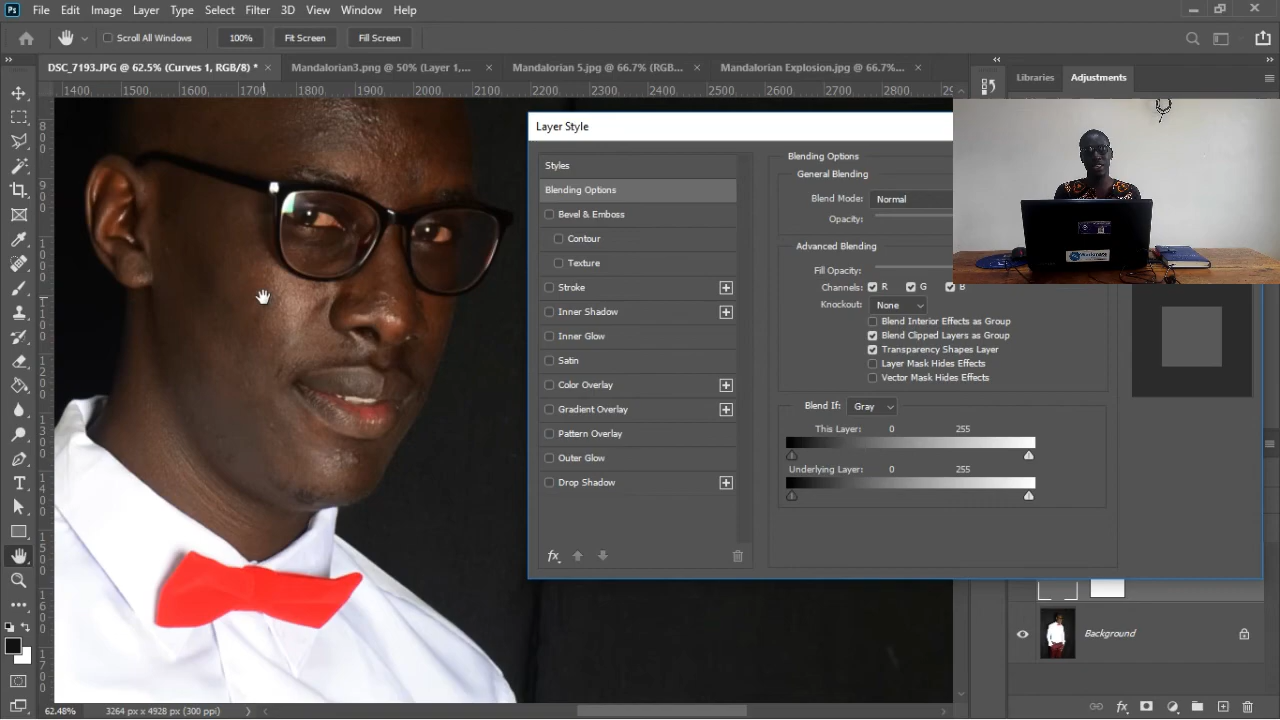 Ps File Edit Image Layer Type Select Filter 3D View Window Help
Scroll All Windows 100% Fit Screen Fill Screen
DSC_7193.JPG @ 62.5% (Curves 1, RGB/8) * Mandalorian3.png @ 50% (Layer 1,... Mandalorian 5.jpg @ 66.7% (RGB... Mandalorian Explosion.jpg @ 66.7%... Libraries Adjustments
1400 1500 1600 1700 1800 1900 2000 2100 2200 2300 2400 2500 2600 2700 2800 29
Layer Style
Styles
Blending Options
Bevel & Emboss
Contour
Texture
Stroke
Inner Shadow
Inner Glow
Satin
Color Overlay
Gradient Overlay
Pattern Overlay
Outer Glow
Drop Shadow
fx
Blending Options
General Blending
Blend Mode: Normal
Opacity:
Advanced Blending
Fill Opacity:
Channels: R G B
Knockout: None
Blend Interior Effects as Group
Blend Clipped Layers as Group
Transparency Shapes Layer
Layer Mask Hides Effects
Vector Mask Hides Effects
Blend If: Gray
This Layer: 0 255
Underlying Layer: 0 255
Background
62.48% 3264 px x 4928 px (300 ppi)
fx